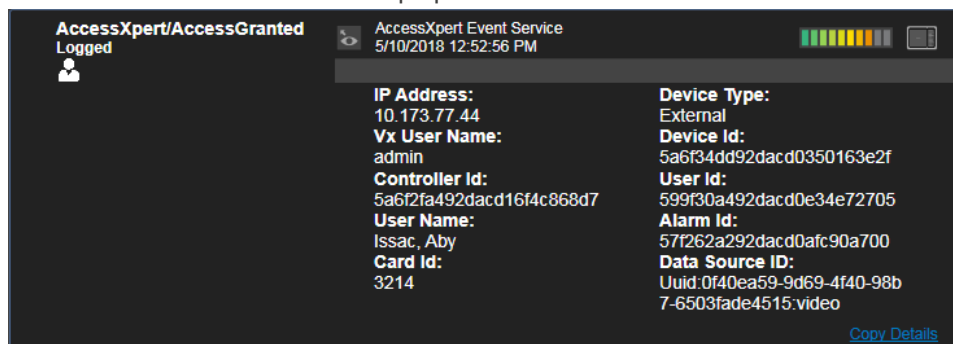 AccessXpert/AccessGranted
Logged
AccessXpert Event Service
5/10/2018 12:52:56 PM
IP Address:
10.173.77.44
Vx User Name:
admin
Controller Id:
5a6f2fa492dacd16f4c868d7
User Name:
Issac, Aby
Card Id:
3214
Device Type:
External
Device Id:
5a6f34dd92dacd0350163e2f
User Id:
599f30a492dacd0e34e72705
Alarm Id:
57f262a292dacd0afc90a700
Data Source ID:
Uuid:0f40ea59-9d69-4f40-98b
7-6503fade4515:video
Copy Details